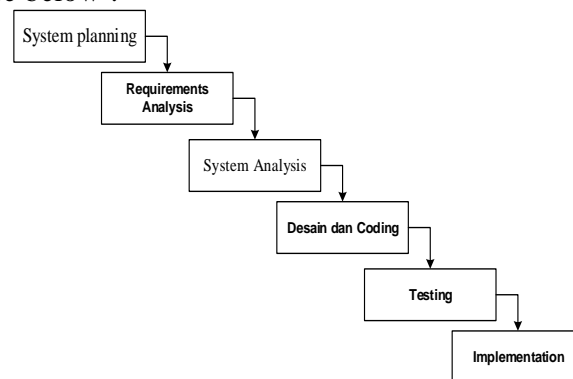 System planning
Requirements
Analysis
System Analysis
Desain dan Coding
Testing
Implementation